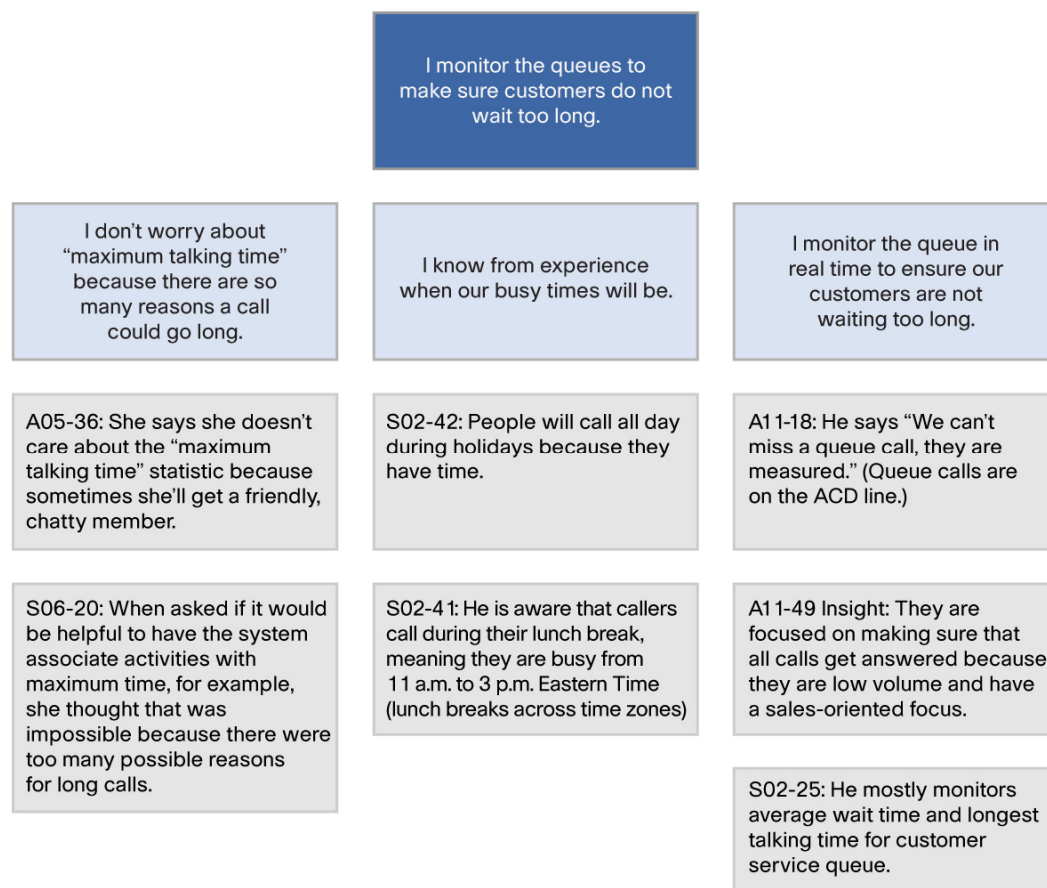 I monitor the queues to
make sure customers do not
wait too long.
I don’t worry about
“maximum talking time”
because there are so
many reasons a call
could go long.
I know from experience
when our busy times will be.
I monitor the queue in
real time to ensure our
customers are not
waiting too long.
A05-36: She says she doesn’t
care about the “maximum
talking time” statistic because
sometimes she’ll get a friendly,
chatty member.
S02-42: People will call all day
during holidays because they
have time.
A11-18: He says “We can’t
miss a queue call, they are
measured.” (Queue calls are
on the ACD line.)
S06-20: When asked if it would
be helpful to have the system
associate activities with
maximum time, for example,
she thought that was
impossible because there were
too many possible reasons
for long calls.
S02-41: He is aware that callers
call during their lunch break,
meaning they are busy from
11 a.m. to 3 p.m. Eastern Time
(lunch breaks across time zones)
A11-49 Insight: They are
focused on making sure that
all calls get answered because
they are low volume and have
a sales-oriented focus.
S02-25: He mostly monitors
average wait time and longest
talking time for customer
service queue.